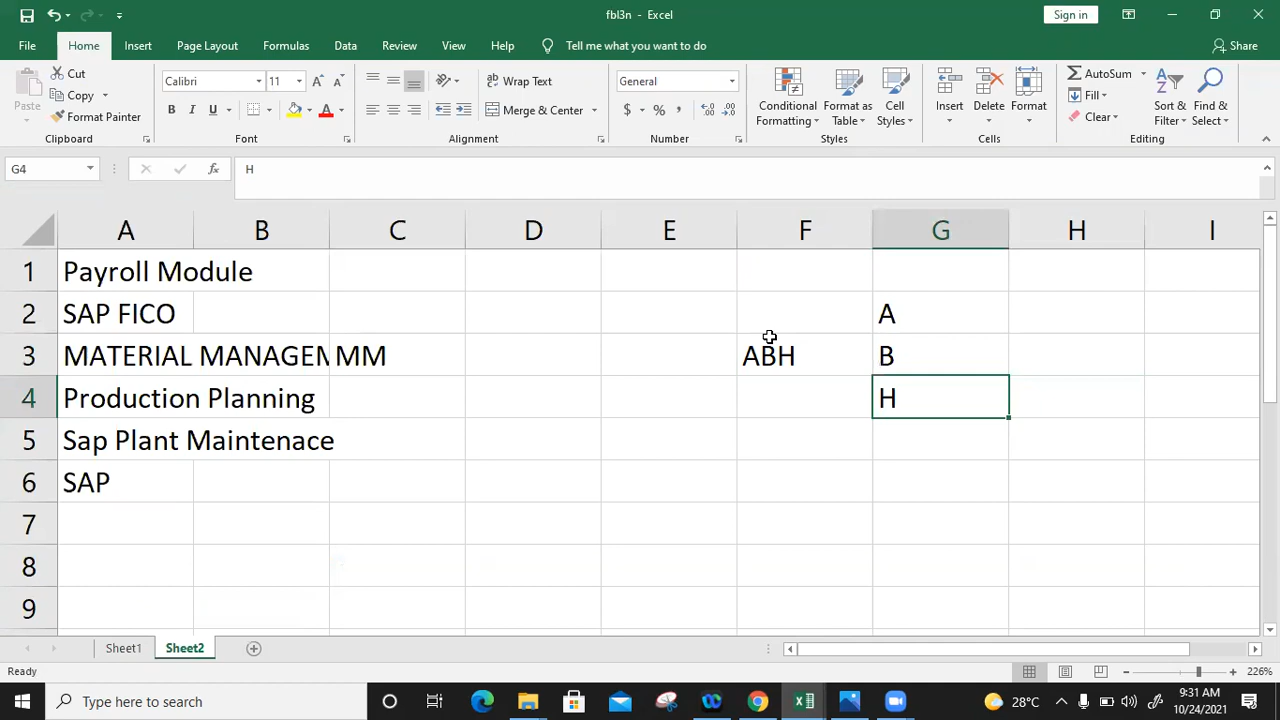 fbl3n - Excel
Sign in
File Home Insert Page Layout Formulas Data Review View Help Tell me what you want to do Share
Paste Cut Copy Format Painter
Calibri 11 B I U A A A
Wrap Text
Merge & Center
General
$ % ,
Conditional Formatting
Format as Table
Cell Styles
Insert Delete Format
AutoSum
Fill
Clear
Sort & Filter
Find & Select
Clipboard Font Alignment Number Styles Cells Editing
G4 fx H
A B C D E F G H I
1 Payroll Module
2 SAP FICO A
3 MATERIAL MANAGEM MM ABH B
4 Production Planning H
5 Sap Plant Maintenace
6 SAP
7
8
9
Sheet1 Sheet2
Ready 226%
Type here to search 28°C 9:31 AM
10/24/2021